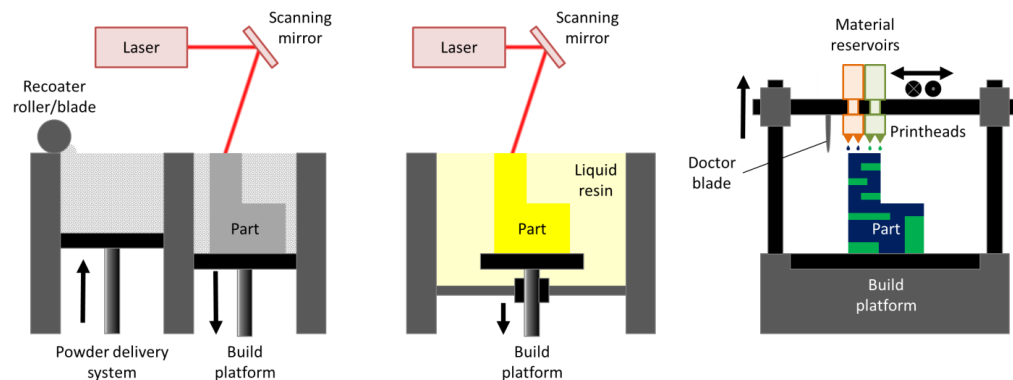 Laser
Scanning
mirror
Recoater
roller/blade
Part
Powder delivery
system
Build
platform
Laser
Scanning
mirror
Liquid
resin
Part
Build
platform
Material
reservoirs
Printheads
Doctor
blade
Part
Build
platform